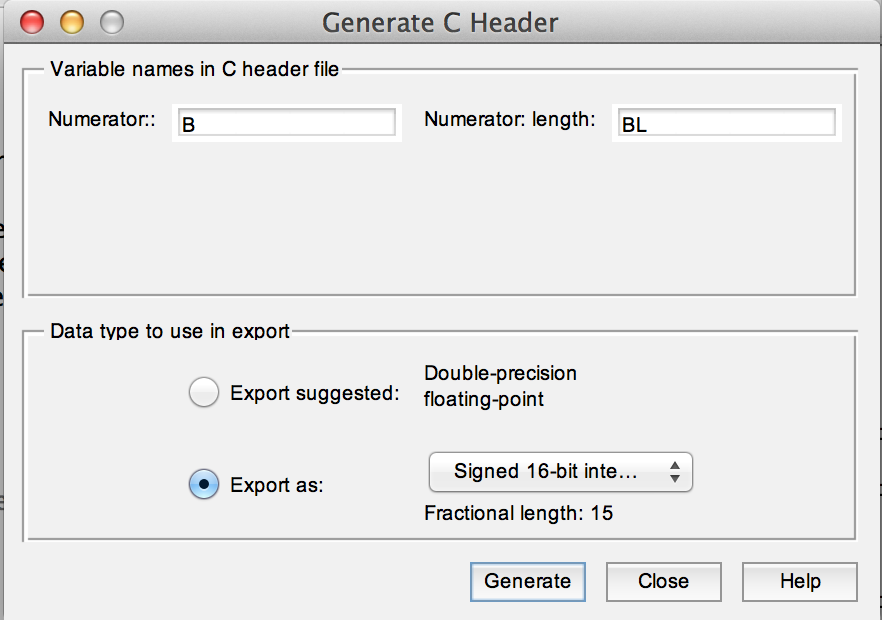 Generate C Header
Variable names in C header file
Numerator:: B Numerator: length: BL
Data type to use in export
Export suggested: Double-precision
floating-point
Export as: Signed 16-bit inte...
Fractional length: 15
Generate Close Help